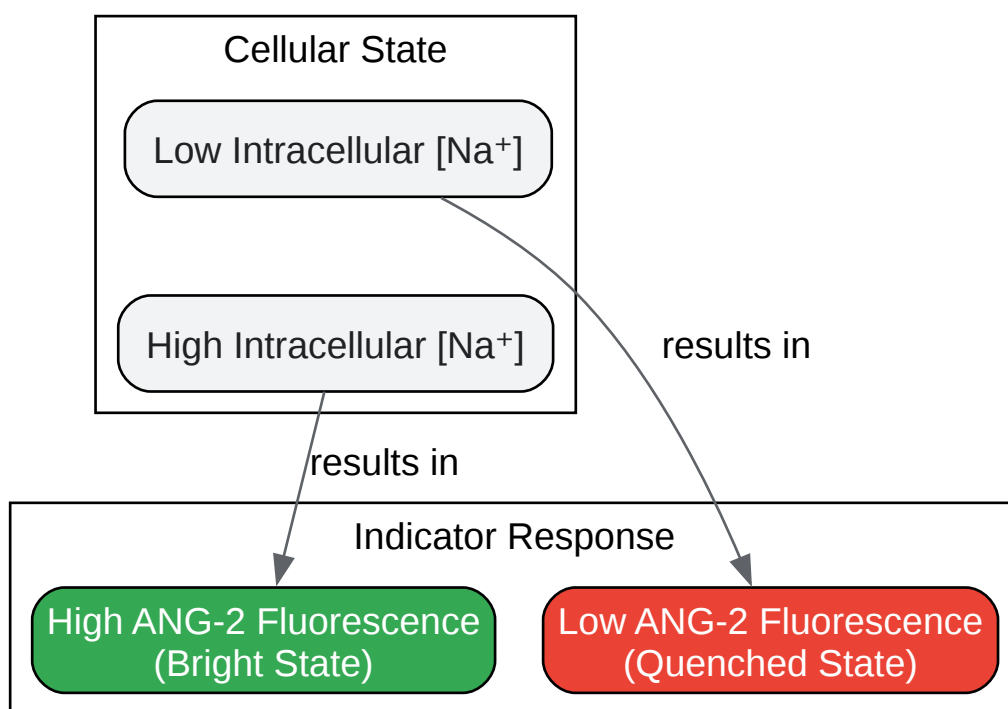 Cellular State
Low Intracellular [Na⁺]
High Intracellular [Na⁺]
results in
results in
Indicator Response
High ANG-2 Fluorescence
(Bright State)
Low ANG-2 Fluorescence
(Quenched State)